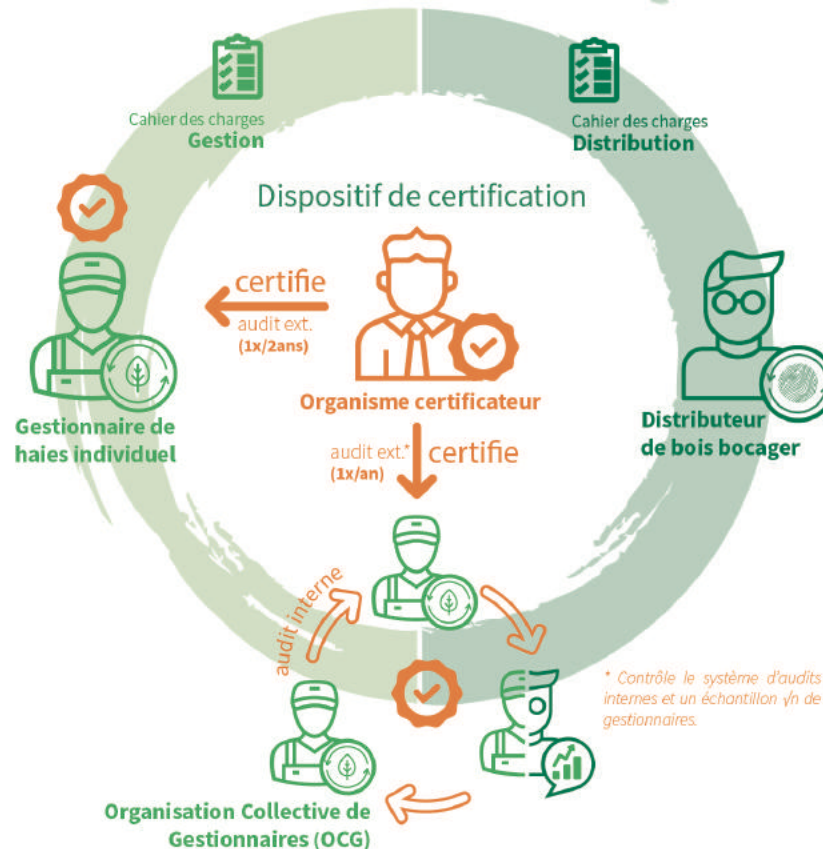 Cahier des charges
Gestion
Cahier des charges
Distribution
Dispositif de certification
certifie
audit ext.
(1x/2ans)
Organisme certificateur
Gestionnaire de
haies individuel
Distributeur
de bois bocager
audit ext.*
(1x/an)
certifie
audit interne
* Contrôle le système d'audits
internes et un échantillon √n de
gestionnaires.
Organisation Collective de
Gestionnaires (OCG)